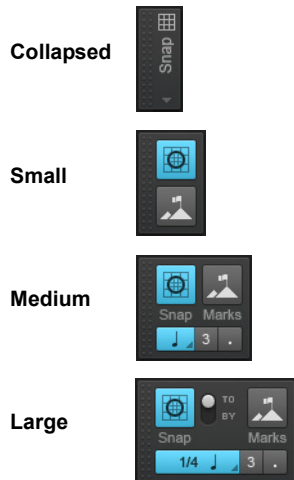 Collapsed
Snap
Small
Medium
Snap Marks
3 .
Large
TO
BY
Snap Marks
1/4 3 .